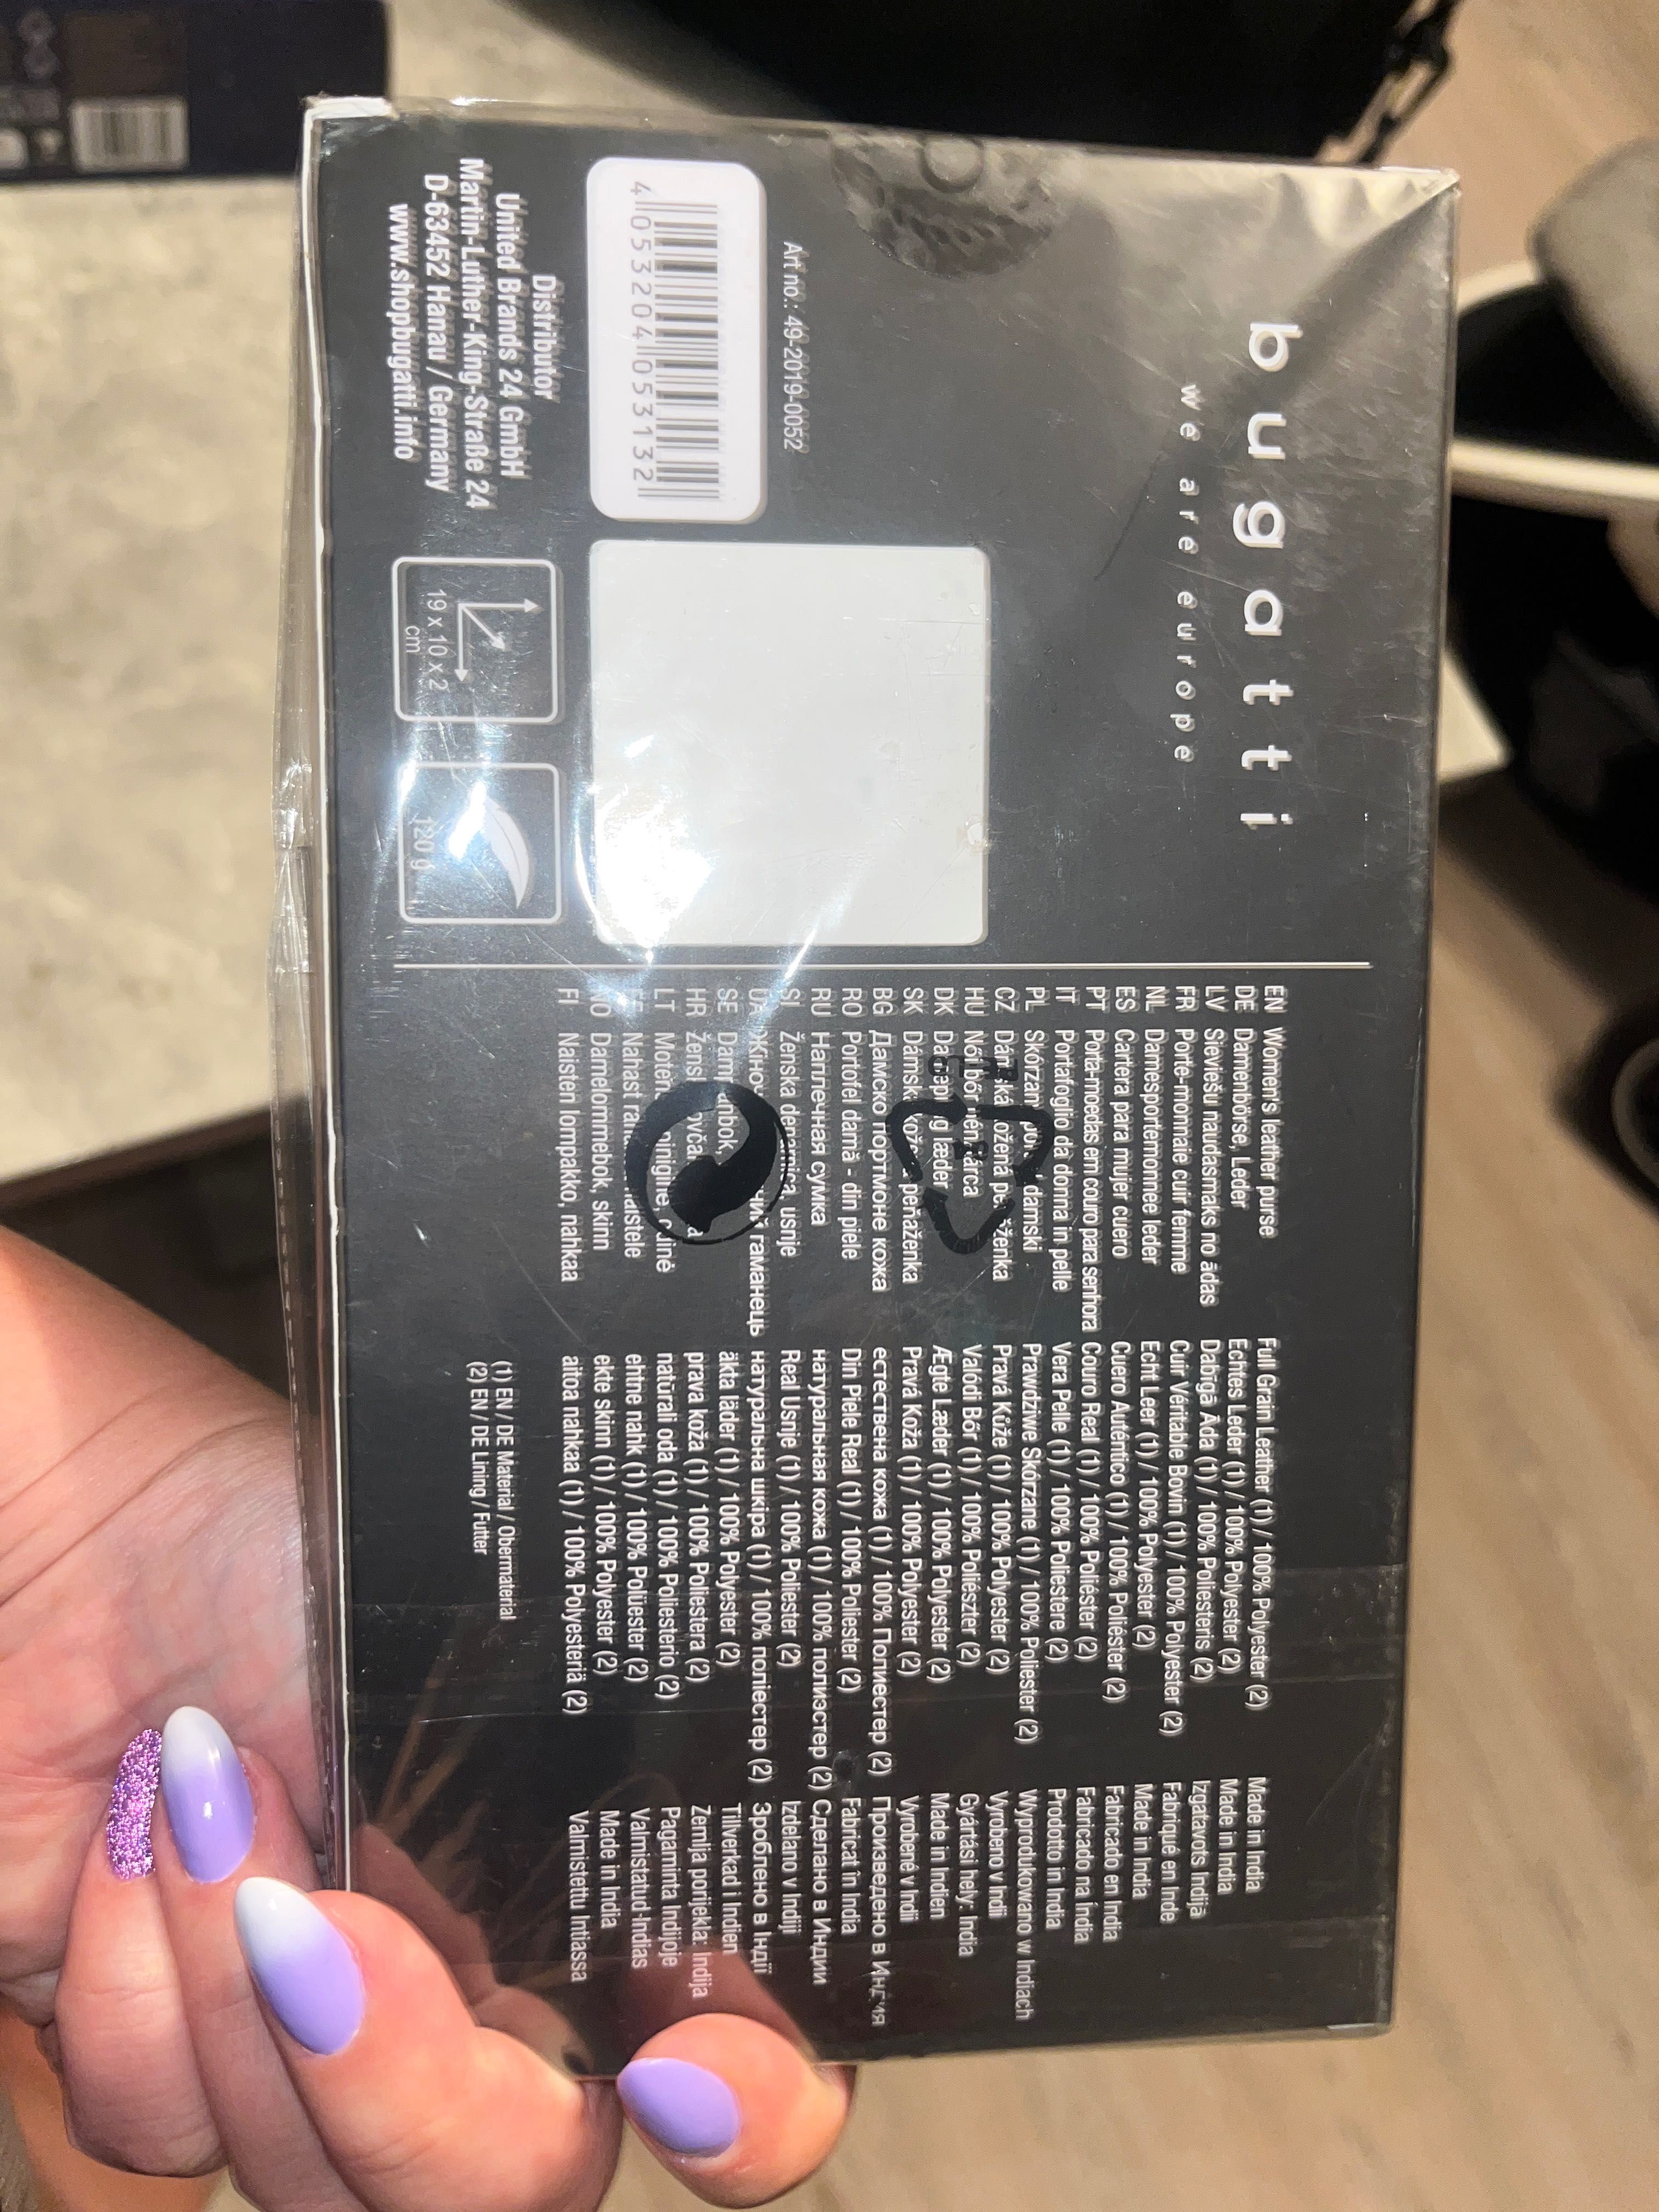 bugatti
we are europe
Art no.: 49-2019-0052
4 053204 053132
Distributor
United Brands 24 GmbH
Martin-Luther-King-Straße 24
D-63452 Hanau / Germany
www.shopbugatti.info
19 x 10 x 2
cm
120 g
EN Women's leather purse Full Grain Leather (1) / 100% Polyester (2) Made in India
DE Damenbörse, Leder Echtes Leder (1) / 100% Polyester (2) Made in India
LV Sieviešu naudasmaks no ādas Dabīgā Āda (1) / 100% Poliesteris (2) Izgatavots Indijā
FR Porte-monnaie cuir femme Cuir Véritable Bovin (1) / 100% Polyester (2) Fabriqué en Inde
NL Damesportemonnee leder Echt Leer (1) / 100% Polyester (2) Made in India
ES Cartera para mujer cuero Cuero Auténtico (1) / 100% Poliéster (2) Fabricado en India
PT Porta-moedas em couro para senhora Couro Real (1) / 100% Poliéster (2) Fabricado na Índia
IT Portafoglio da donna in pelle Vera Pelle (1) / 100% Poliestere (2) Prodotto in India
PL damski Prawdziwe Skórzane (1) / 100% Poliester (2) Wyprodukowano w Indiach
CZ Pravá Kůže (1) / 100% Polyester (2) Vyrobeno v Indii
HU Női Valódi Bőr (1) / 100% Poliészter (2) Gyártási hely: India
DK læder Ægte Læder (1) / 100% Polyester (2) Made in Indien
SK peňaženka Pravá Koža (1) / 100% Polyester (2) Vyrobené v Indii
BG Дамско портмоне кожа естествена кожа (1) / 100% Полиестер (2) Произведено в Индия
RO Portofel damă - din piele Din Piele Real (1) / 100% Poliester (2) Fabricat în India
RU Наплечная сумка натуральная кожа (1) / 100% полиэстер (2) Сделано в Индии
SI Ženska usnje Real Usnje (1) / 100% Poliester (2) Izdelano v Indiji
гаманець натуральна шкіра (1) / 100% поліестер (2) Зроблено в Індії
SE äkta läder (1) / 100% Polyester (2) Tillverkad i Indien
HR prava koža (1) / 100% Poliestera (2) Zemlja porijekla: Indija
LT natūrali oda (1) / 100% Poliesterio (2) Pagaminta Indijoje
Nahast ehtne nahk (1) / 100% Polüester (2) Valmistatud Indias
NO Damelommebok, skinn ekte skinn (1) / 100% Polyester (2) Made in India
FI Naisten lompakko, nahkaa aitoa nahkaa (1) / 100% Polyesteriä (2) Valmistettu Intiassa
(1) EN / DE Material / Obermaterial
(2) EN / DE Lining / Futter